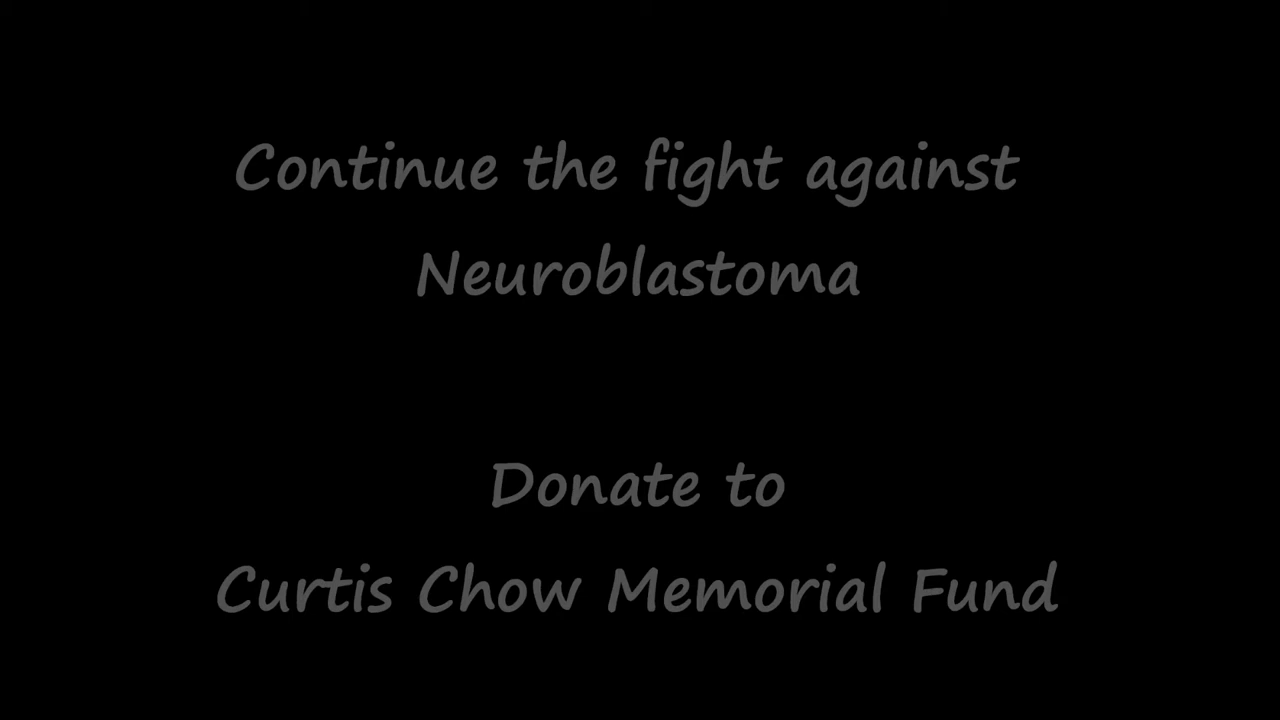 Continue the fight against
Neuroblastoma
Donate to
Curtis Chow Memorial Fund